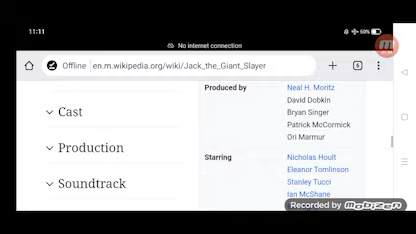 11:11
50%
No internet connection
Offline en.m.wikipedia.org/wiki/Jack_the_Giant_Slayer
6
Cast
Production
Soundtrack
Produced by
Neal H. Moritz
David Dobkin
Bryan Singer
Patrick McCormick
Ori Marmur
Starring
Nicholas Hoult
Eleanor Tomlinson
Stanley Tucci
Ian McShane
Recorded by Mobizen